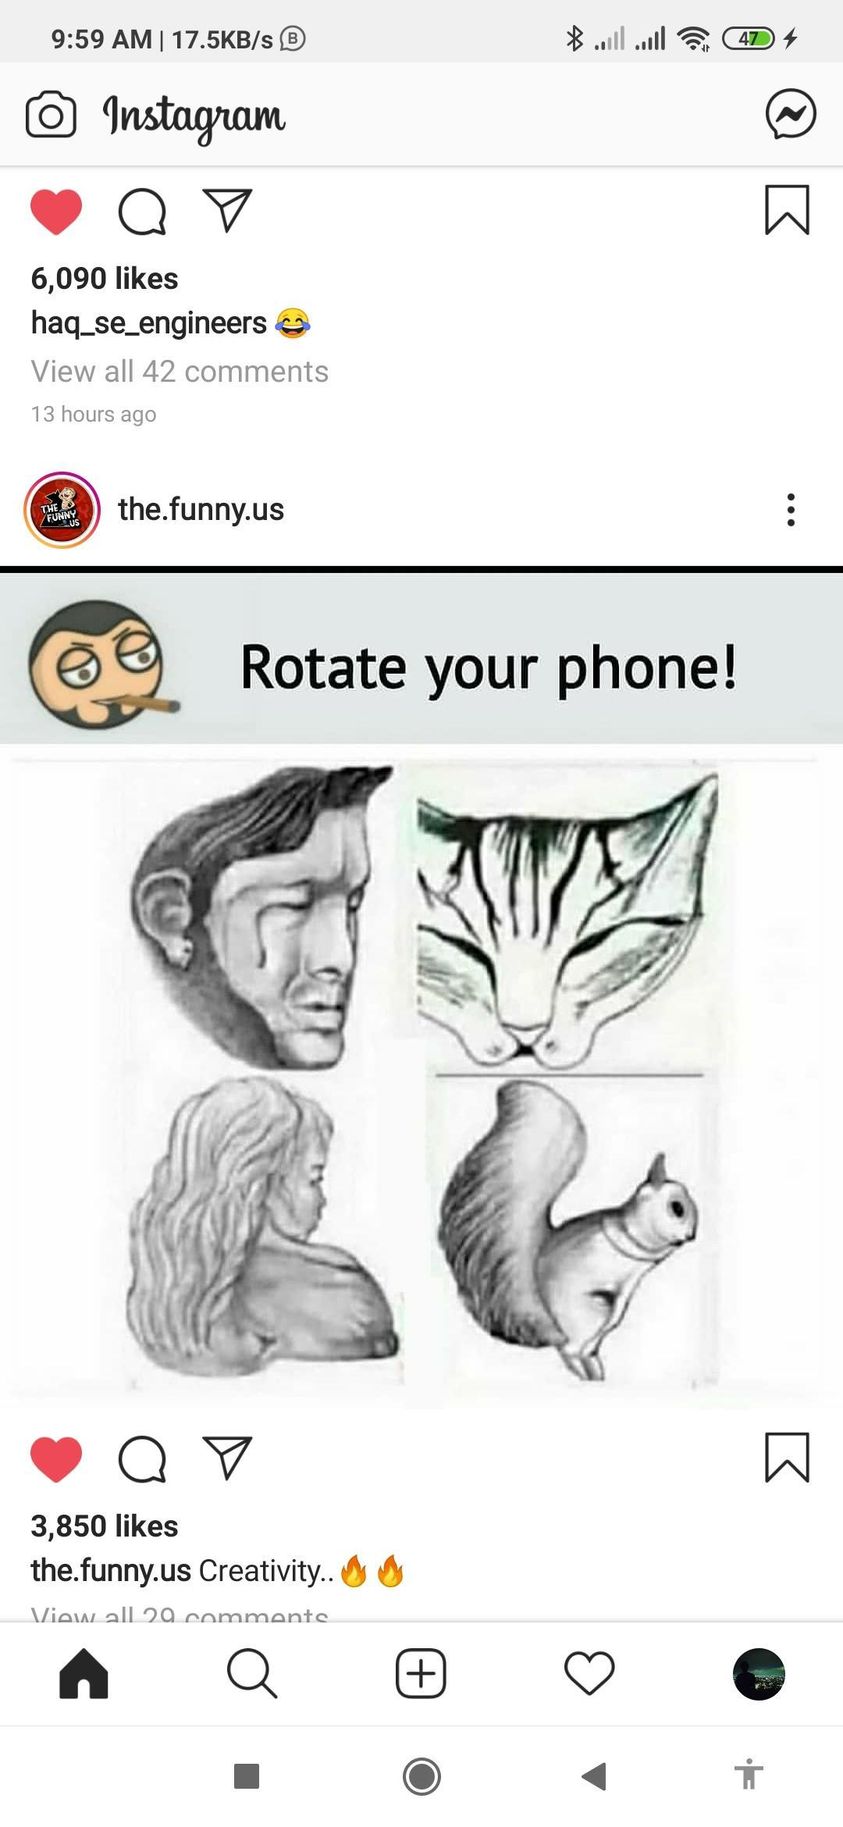 9:59 AM | 17.5KB/s B
47
Instagram
6,090 likes
haq_se_engineers 😂
View all 42 comments
13 hours ago
THE
FUNNY
US
the.funny.us
Rotate your phone!
3,850 likes
the.funny.us Creativity..🔥🔥
View all 29 comments